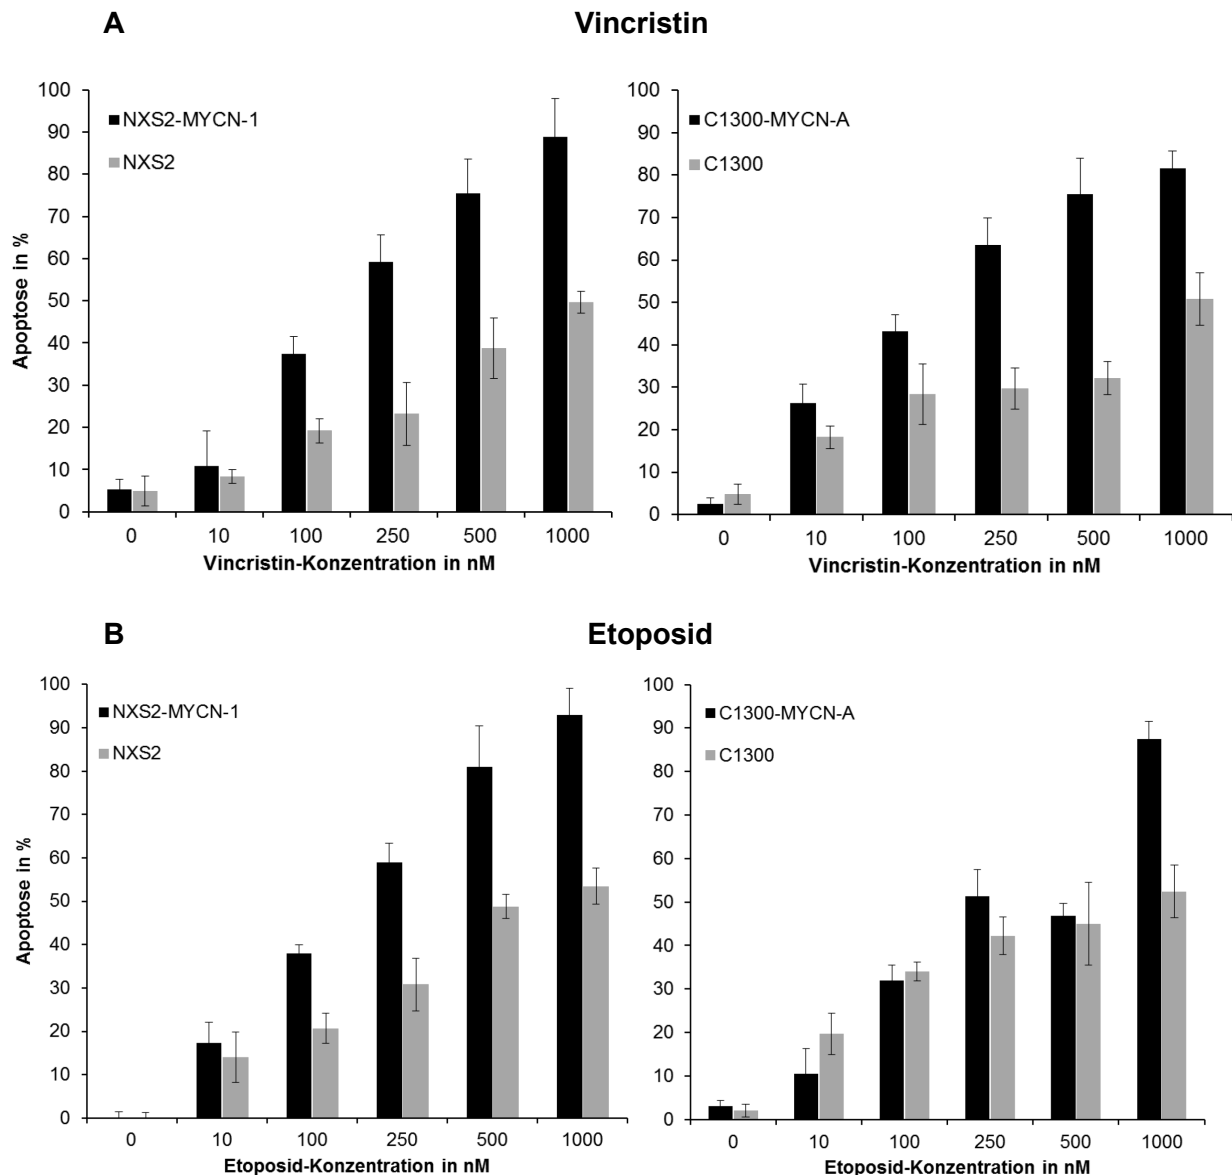 A
Vincristin
Apoptose in %
100
90
80
70
60
50
40
30
20
10
0
NXS2-MYCN-1
NXS2
0 10 100 250 500 1000
Vincristin-Konzentration in nM
100
90
80
70
60
50
40
30
20
10
0
C1300-MYCN-A
C1300
0 10 100 250 500 1000
Vincristin-Konzentration in nM
B
Etoposid
Apoptose in %
100
90
80
70
60
50
40
30
20
10
0
NXS2-MYCN-1
NXS2
0 10 100 250 500 1000
Etoposid-Konzentration in nM
100
90
80
70
60
50
40
30
20
10
0
C1300-MYCN-A
C1300
0 10 100 250 500 1000
Etoposid-Konzentration in nM